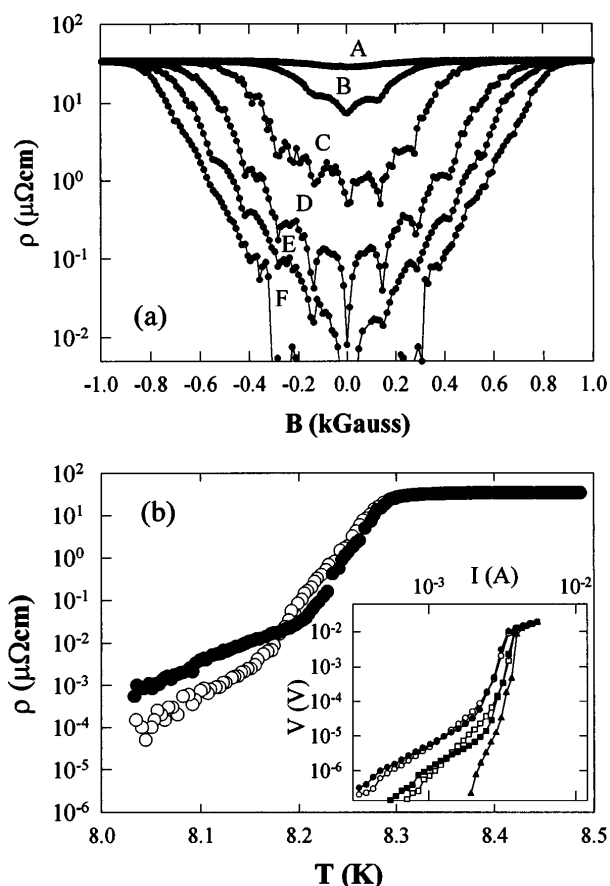 10²
A
ρ (μΩcm)
10¹
B
C
10⁰
D
10⁻¹
E
F
(a)
10⁻²
-1.0 -0.8 -0.6 -0.4 -0.2 0.0 0.2 0.4 0.6 0.8 1.0
B (kGauss)
10²
(b)
10¹
10⁰
I (A)
10⁻¹
10⁻³ 10⁻²
ρ (μΩcm)
10⁻²
10⁻²
10⁻³
10⁻³
V (V)
10⁻⁴
10⁻⁴
10⁻⁵
10⁻⁵
10⁻⁶
10⁻⁶
8.0 8.1 8.2 8.3 8.4 8.5
T (K)